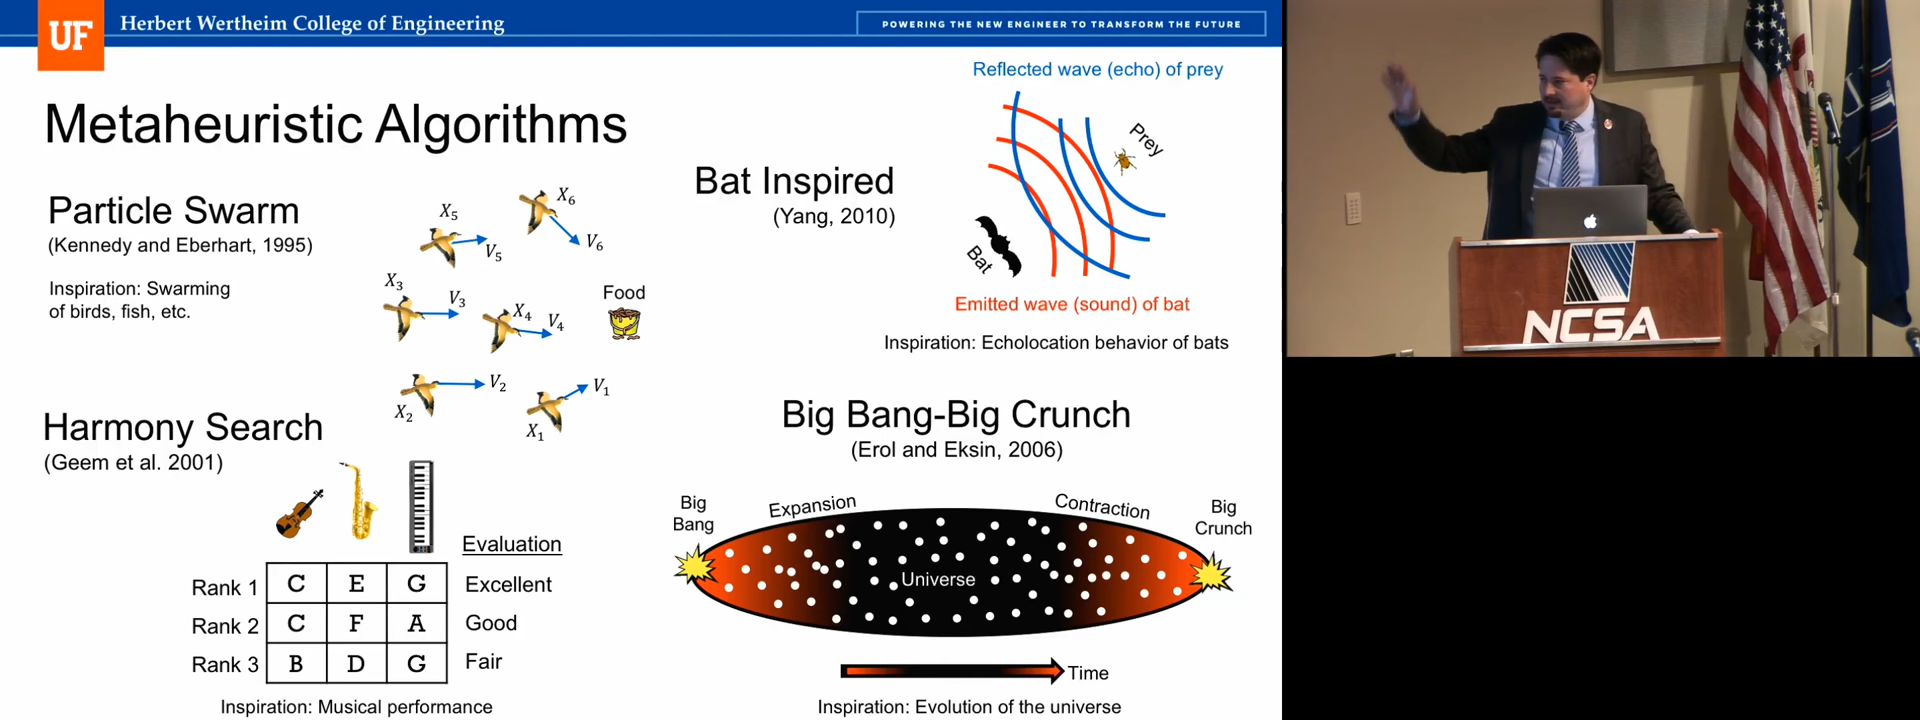 UF Herbert Wertheim College of Engineering
POWERING THE NEW ENGINEER TO TRANSFORM THE FUTURE
Metaheuristic Algorithms
Particle Swarm
(Kennedy and Eberhart, 1995)
Inspiration: Swarming
of birds, fish, etc.
X6
X5
V6
V5
X3
V3
X4
V4
Food
V2
V1
X2
X1
Bat Inspired
(Yang, 2010)
Reflected wave (echo) of prey
Prey
Bat
Emitted wave (sound) of bat
Inspiration: Echolocation behavior of bats
Harmony Search
(Geem et al. 2001)
Evaluation
Rank 1 C E G Excellent
Rank 2 C F A Good
Rank 3 B D G Fair
Inspiration: Musical performance
Big Bang-Big Crunch
(Erol and Eksin, 2006)
Big
Bang
Expansion
Contraction
Big
Crunch
Universe
Time
Inspiration: Evolution of the universe
NCSA